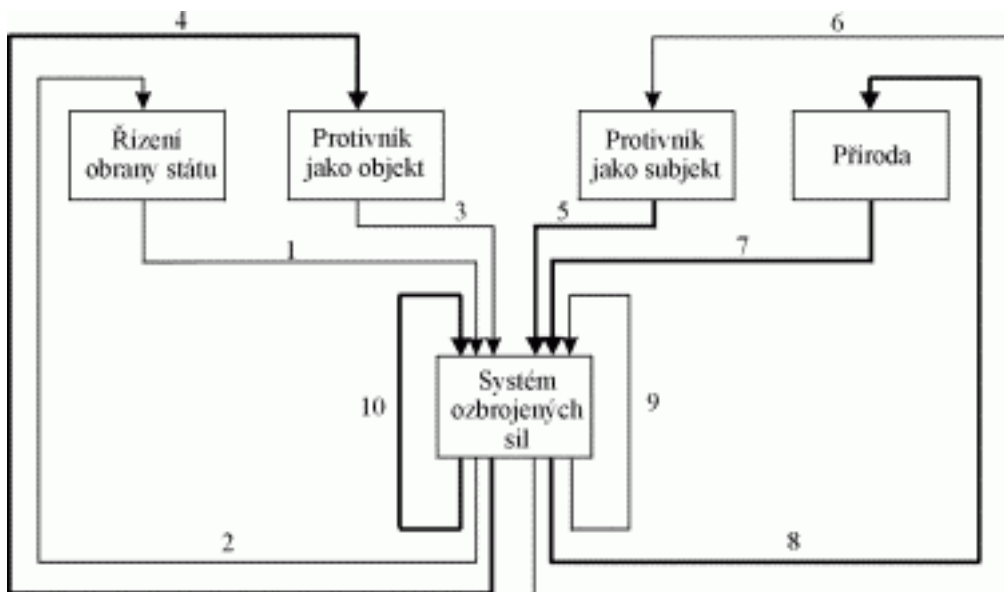 4
6
Řízení
obrany státu
Protivník
jako objekt
Protivník
jako subjekt
Příroda
3
5
1
7
Systém
ozbrojených
sil
10
9
2
8